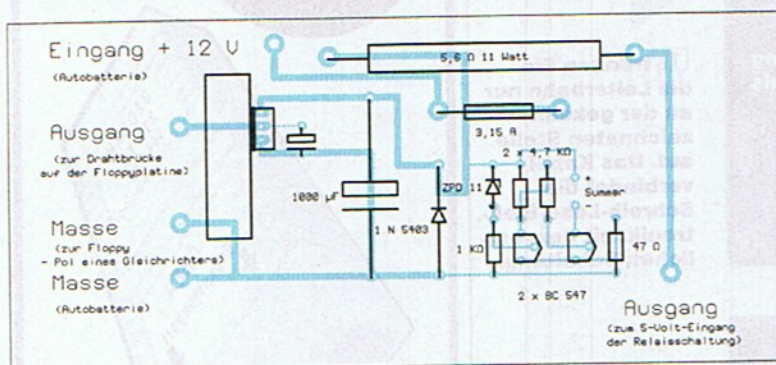 Eingang + 12 V
(Autobatterie)
Ausgang
(zur Drahtbrücke
auf der Floppyplatine)
Masse
(zur Floppy
- Pol eines Gleichrichters)
Masse
(Autobatterie)
5,6 Ω 11 Watt
3,15 A
2 x 4,7 KΩ
ZPD 11
+
Summer
-
1000 µF
1 N 5403
1 KΩ
47 Ω
2 x BC 547
Ausgang
(zum 5-Volt-Eingang
der Relaisschaltung)